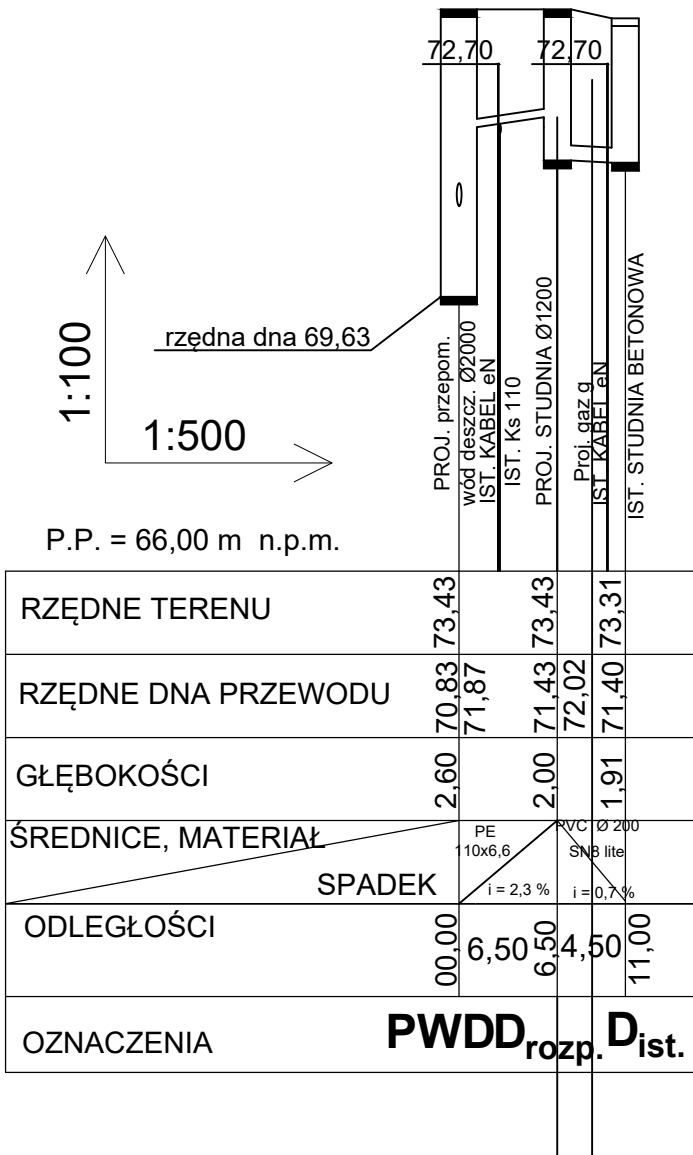 72,70
72,70
rzędna dna 69,63
1:100
1:500
P.P. = 66,00 m n.p.m.
PROJ. przepom.
wód deszcz. Ø2000
IST. KABEL eN
IST. Ks 110
PROJ. STUDNIA Ø1200
Proj. gaz g
IST. KABEL eN
IST. STUDNIA BETONOWA
RZĘDNE TERENU
73,43
73,43
73,31
RZĘDNE DNA PRZEWODU
70,83
71,87
71,43
72,02
71,40
GŁĘBOKOŚCI
2,60
2,00
1,91
ŚREDNICE, MATERIAŁ
SPADEK
PE
110x6,6
i = 2,3 %
PVC Ø 200
SN8 lite
i = 0,7 %
ODLEGŁOŚCI
00,00
6,50
6,50
4,50
11,00
OZNACZENIA
PWD
Drozp.
Dist.